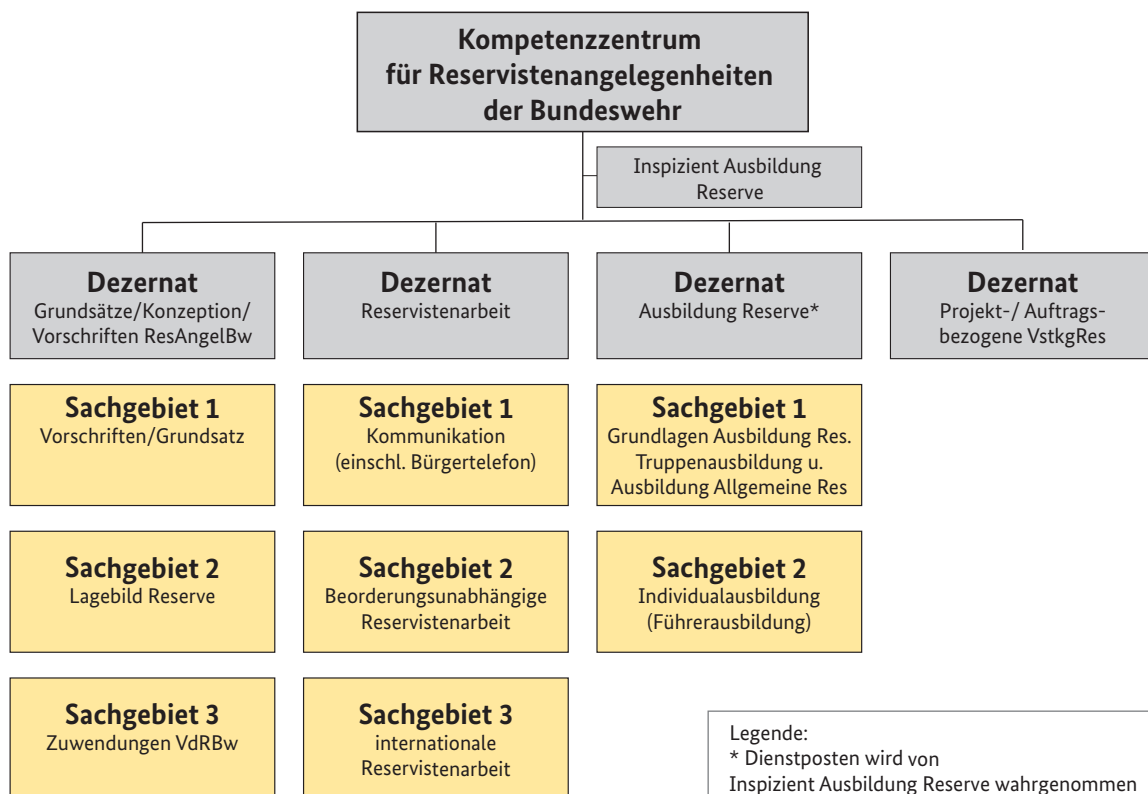 Kompetenzzentrum
für Reservistenangelegenheiten
der Bundeswehr
Inspizient Ausbildung
Reserve
Dezernat
Grundsätze/Konzeption/
Vorschriften ResAngelBw
Dezernat
Reservistenarbeit
Dezernat
Ausbildung Reserve*
Dezernat
Projekt-/ Auftrags-
bezogene VstkgRes
Sachgebiet 1
Vorschriften/Grundsatz
Sachgebiet 1
Kommunikation
(einschl. Bürgertelefon)
Sachgebiet 1
Grundlagen Ausbildung Res.
Truppenausbildung u.
Ausbildung Allgemeine Res
Sachgebiet 2
Lagebild Reserve
Sachgebiet 2
Beorderungsunabhängige
Reservistenarbeit
Sachgebiet 2
Individualausbildung
(Führerausbildung)
Sachgebiet 3
Zuwendungen VdRBw
Sachgebiet 3
internationale
Reservistenarbeit
Legende:
* Dienstposten wird von
Inspizient Ausbildung Reserve wahrgenommen